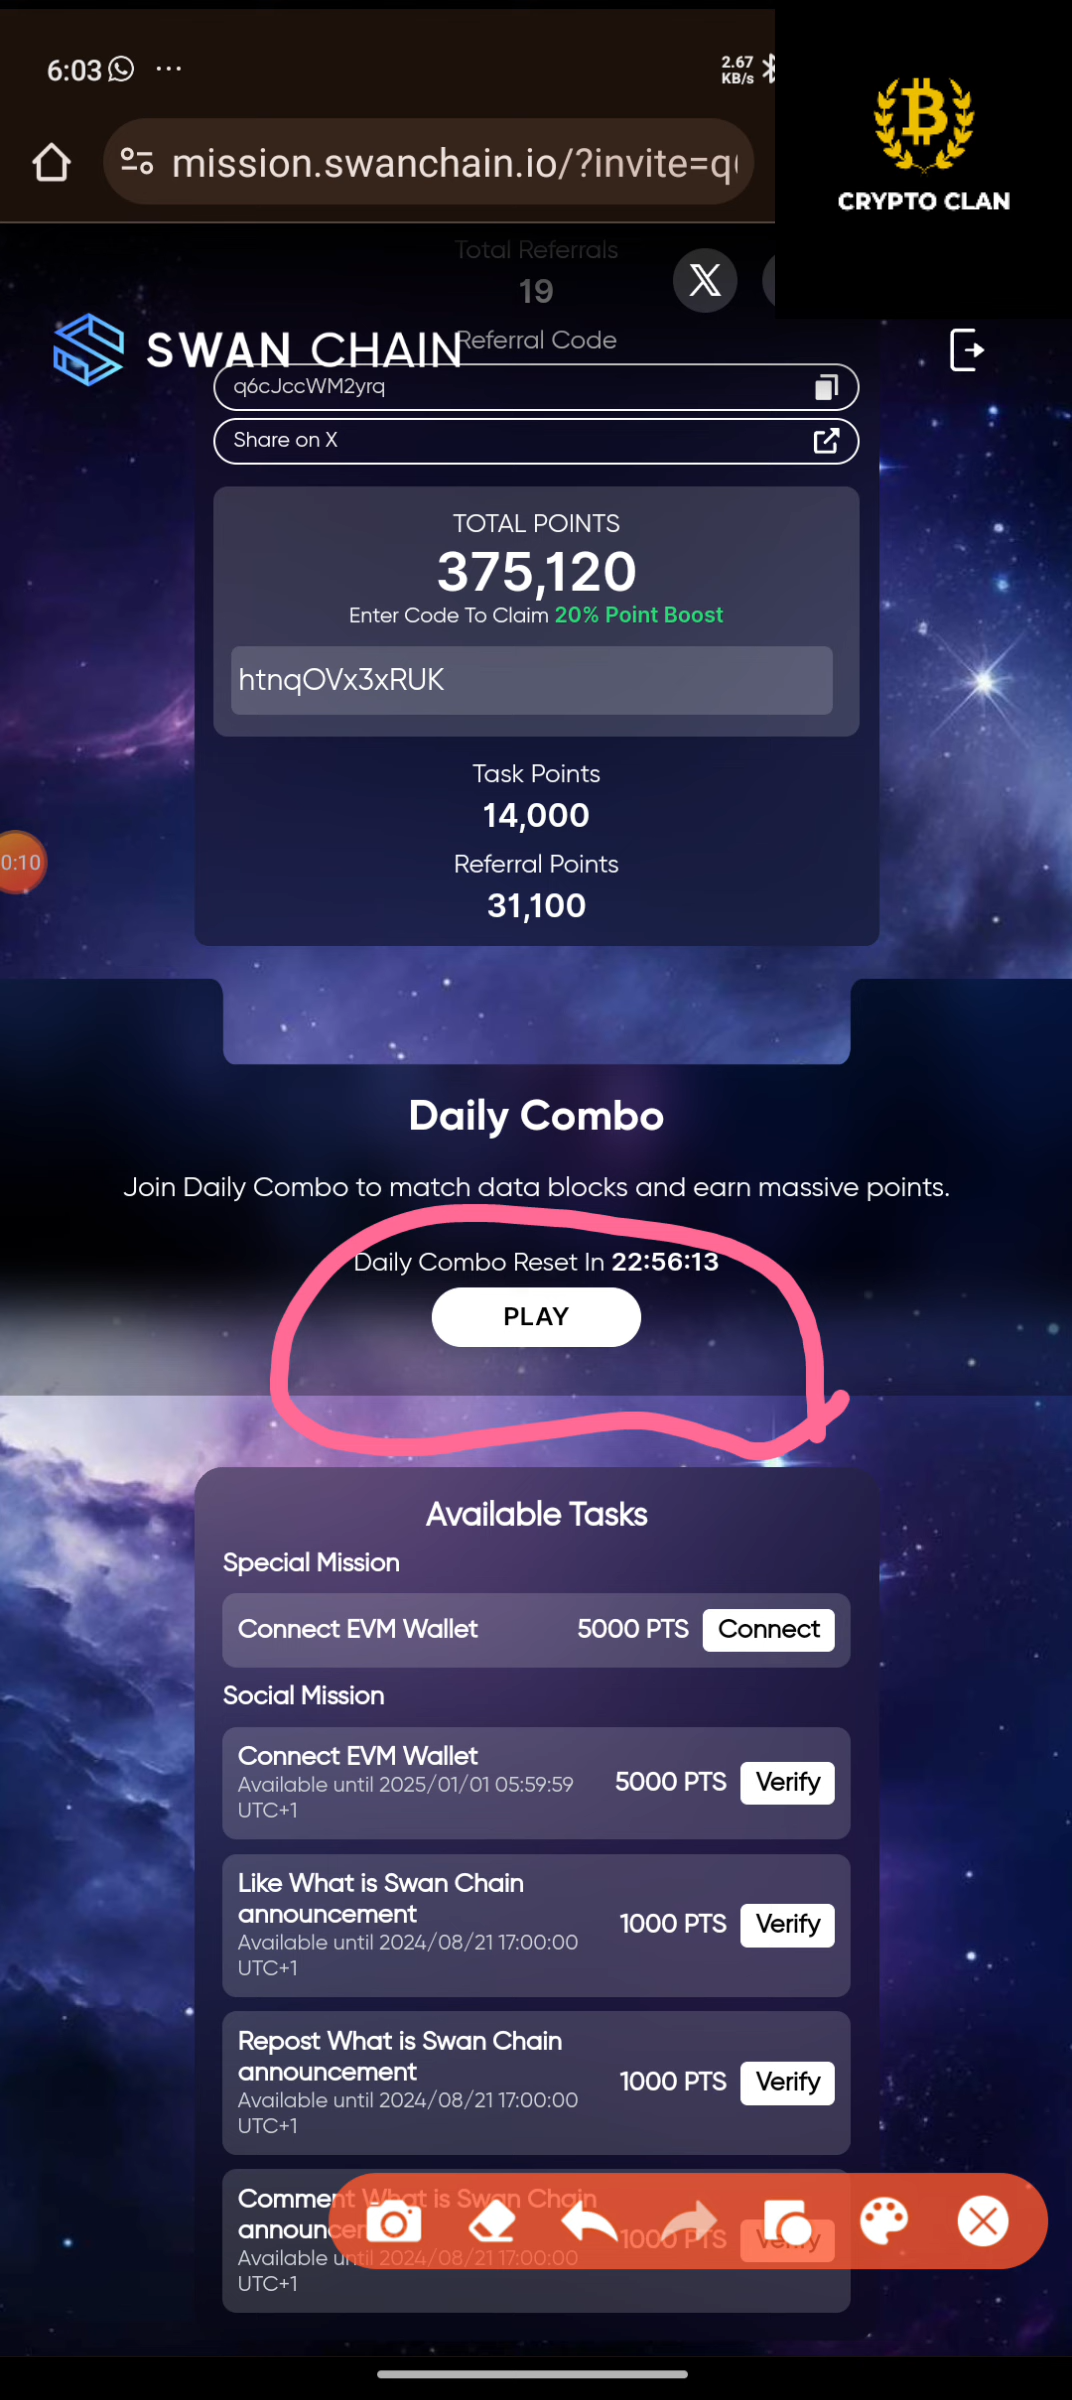 6:03
2.67
KB/s
mission.swanchain.io/?invite=q
CRYPTO CLAN
Total Referrals
19
SWAN CHAIN
Referral Code
q6cJccWM2yrq
Share on X
TOTAL POINTS
375,120
Enter Code To Claim 20% Point Boost
htnqOVx3xRUK
Task Points
14,000
0:10
Referral Points
31,100
Daily Combo
Join Daily Combo to match data blocks and earn massive points.
Daily Combo Reset In 22:56:13
PLAY
Available Tasks
Special Mission
Connect EVM Wallet 5000 PTS Connect
Social Mission
Connect EVM Wallet
Available until 2025/01/01 05:59:59
UTC+1
5000 PTS Verify
Like What is Swan Chain
announcement
Available until 2024/08/21 17:00:00
UTC+1
1000 PTS Verify
Repost What is Swan Chain
announcement
Available until 2024/08/21 17:00:00
UTC+1
1000 PTS Verify
Comment What is Swan Chain
announcement
Available until 2024/08/21 17:00:00
UTC+1
1000 PTS Verify